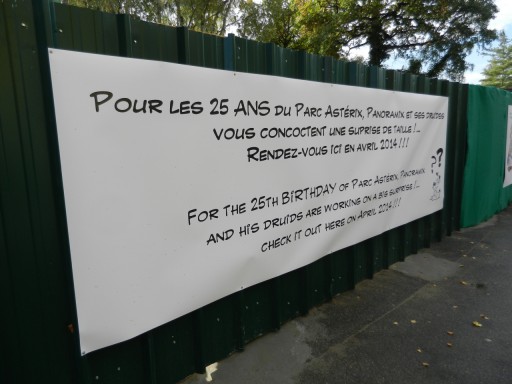 Pour les 25 ans du Parc Astérix, Panoramix et ses druides
vous concoctent une suprise de taille !...
Rendez-vous ici en avril 2014 !!!
For the 25th birthday of Parc Astérix, Panoramix
and his druids are working on a big surprise !...
check it out here on April 2014 !!!
??